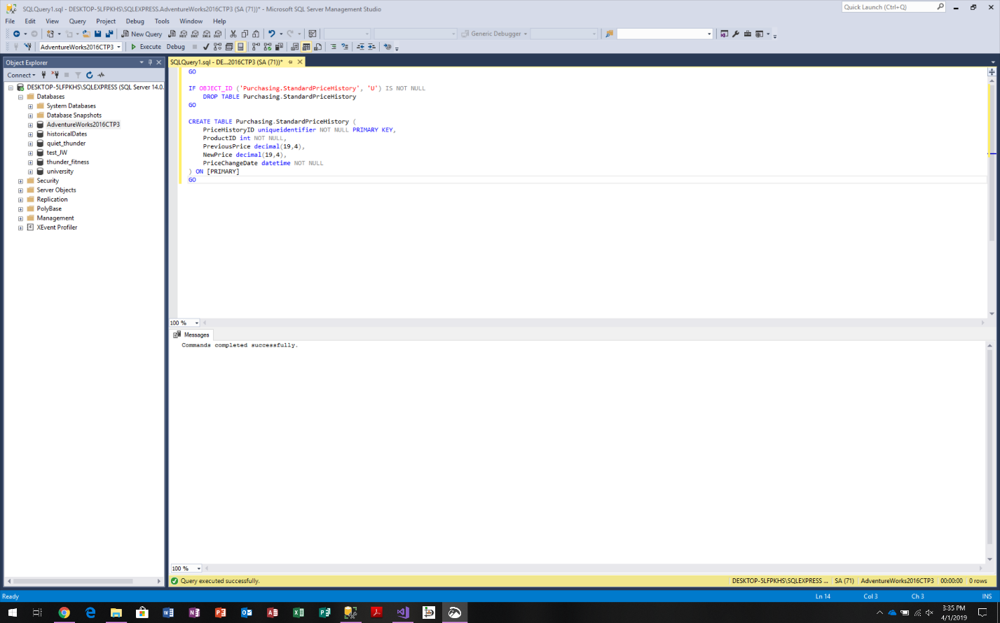 SQLQuery1.sql - DESKTOP-5LFPKHS\SQLEXPRESS.AdventureWorks2016CTP3 (SA (71))* - Microsoft SQL Server Management Studio
Quick Launch (Ctrl+Q)
File Edit View Query Project Debug Tools Window Help
New Query
Generic Debugger
AdventureWorks2016CTP3
Execute Debug
Object Explorer
Connect
DESKTOP-5LFPKHS\SQLEXPRESS (SQL Server 14.0.
Databases
System Databases
Database Snapshots
AdventureWorks2016CTP3
historicalDates
quiet_thunder
test_JW
thunder_fitness
university
Security
Server Objects
Replication
PolyBase
Management
XEvent Profiler
SQLQuery1.sql - DE...2016CTP3 (SA (71))*
GO
IF OBJECT_ID ('Purchasing.StandardPriceHistory', 'U') IS NOT NULL
DROP TABLE Purchasing.StandardPriceHistory
GO
CREATE TABLE Purchasing.StandardPriceHistory (
PriceHistoryID uniqueidentifier NOT NULL PRIMARY KEY,
ProductID int NOT NULL,
PreviousPrice decimal(19,4),
NewPrice decimal(19,4),
PriceChangeDate datetime NOT NULL
) ON [PRIMARY]
GO
100 %
Messages
Commands completed successfully.
100 %
Query executed successfully.
DESKTOP-5LFPKHS\SQLEXPRESS ... SA (71) AdventureWorks2016CTP3 00:00:00 0 rows
Ready
Ln 14 Col 3 Ch 3 INS
3:35 PM
4/1/2019